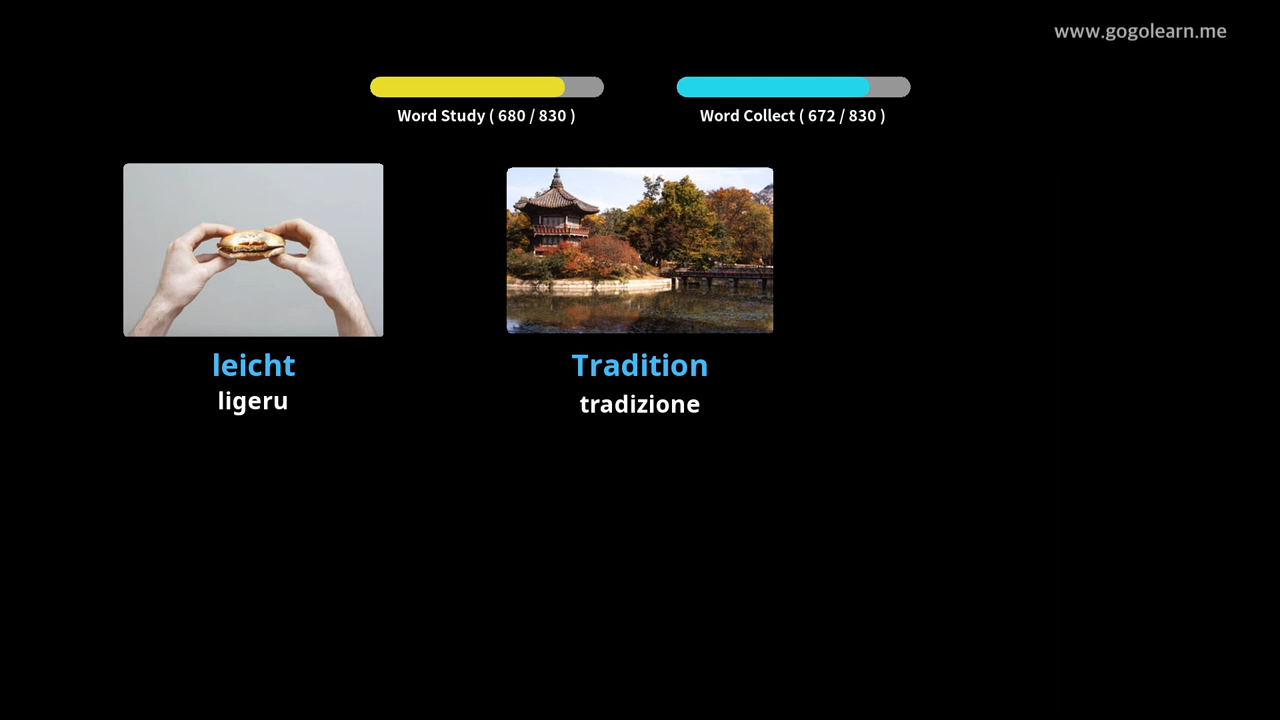 www.gogolearn.me
Word Study ( 680 / 830 )
Word Collect ( 672 / 830 )
leicht
ligeru
Tradition
tradizione